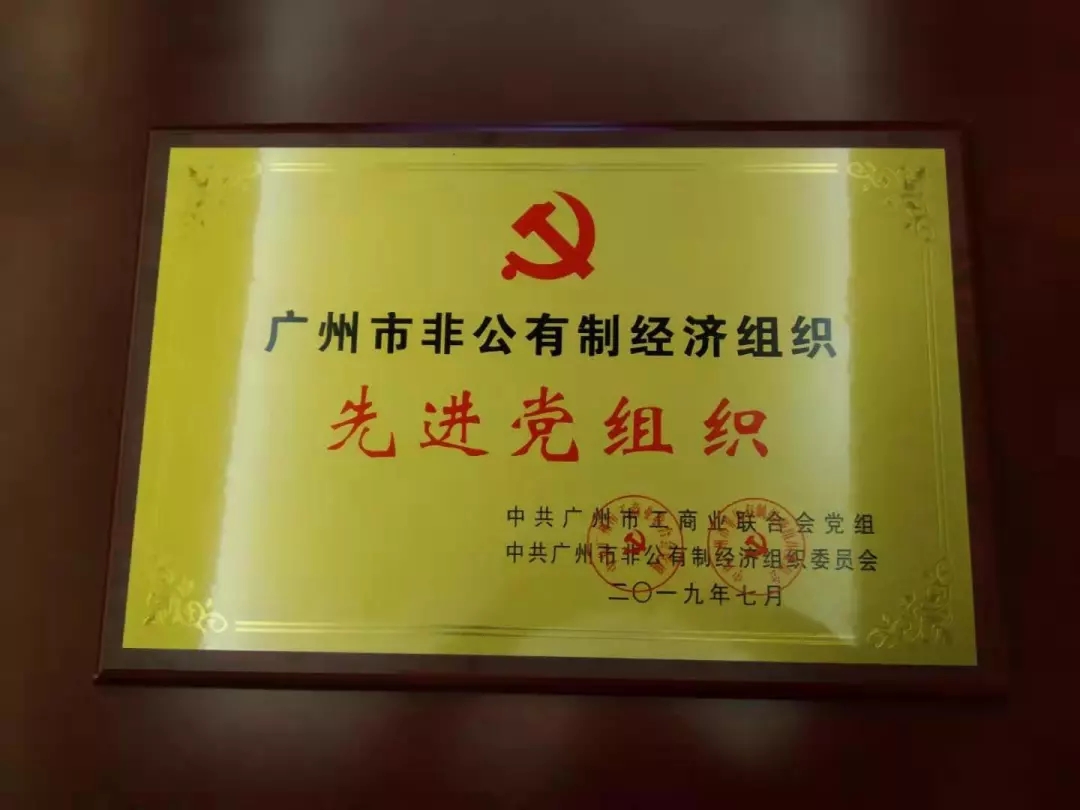 广州市非公有制经济组织
先进党组织
中共广州市工商业联合会党组
中共广州市非公有制经济组织委员会
二〇一九年七月